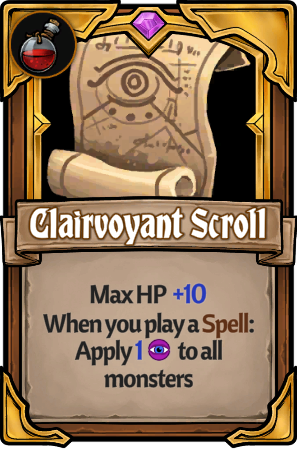 Clairvoyant Scroll
Max HP +10
When you play a Spell:
Apply 1 to all
monsters